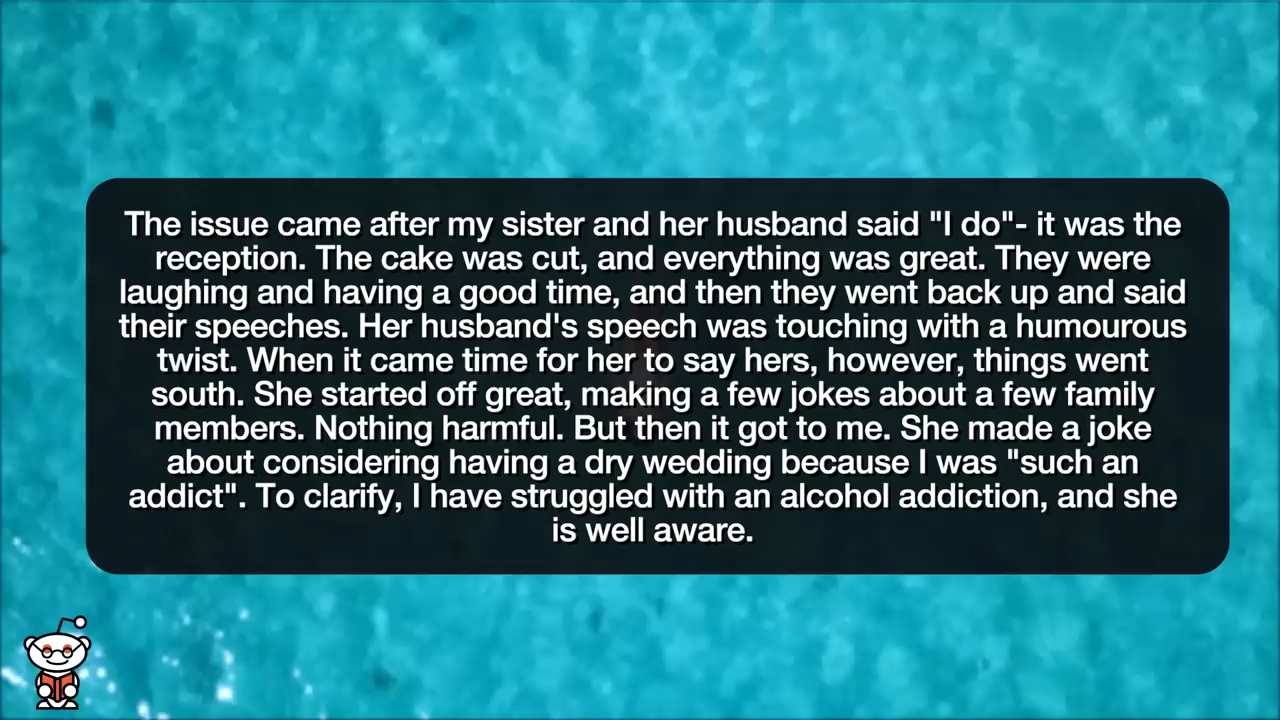 The issue came after my sister and her husband said "I do"- it was the
reception. The cake was cut, and everything was great. They were
laughing and having a good time, and then they went back up and said
their speeches. Her husband's speech was touching with a humourous
twist. When it came time for her to say hers, however, things went
south. She started off great, making a few jokes about a few family
members. Nothing harmful. But then it got to me. She made a joke
about considering having a dry wedding because I was "such an
addict". To clarify, I have struggled with an alcohol addiction, and she
is well aware.